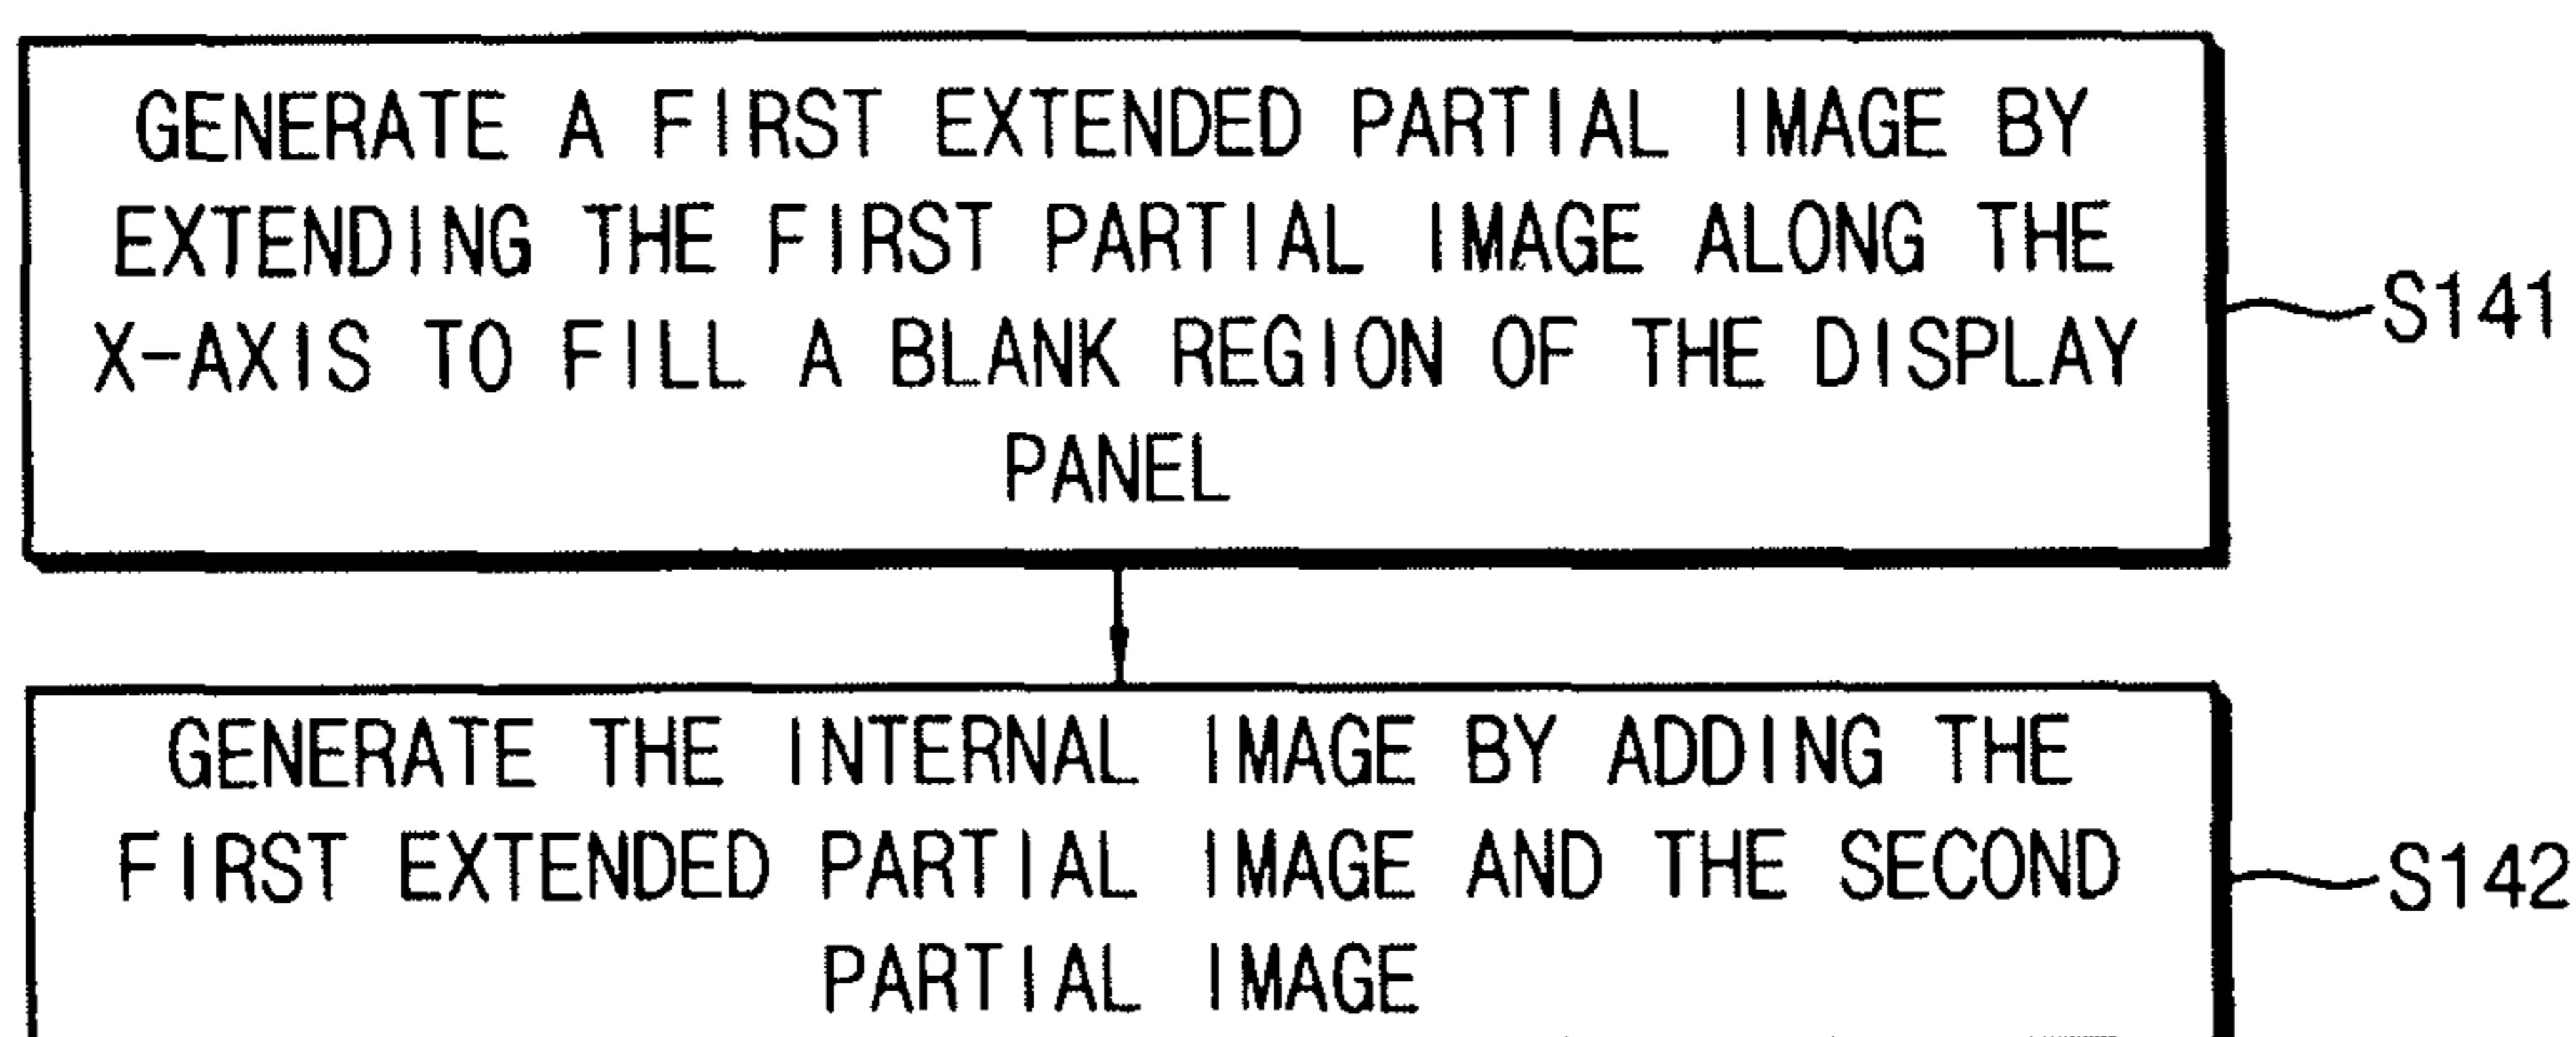 GENERATE A FIRST EXTENDED PARTIAL IMAGE BY
EXTENDING THE FIRST PARTIAL IMAGE ALONG THE
X-AXIS TO FILL A BLANK REGION OF THE DISPLAY
PANEL
S141
GENERATE THE INTERNAL IMAGE BY ADDING THE
FIRST EXTENDED PARTIAL IMAGE AND THE SECOND
PARTIAL IMAGE
S142